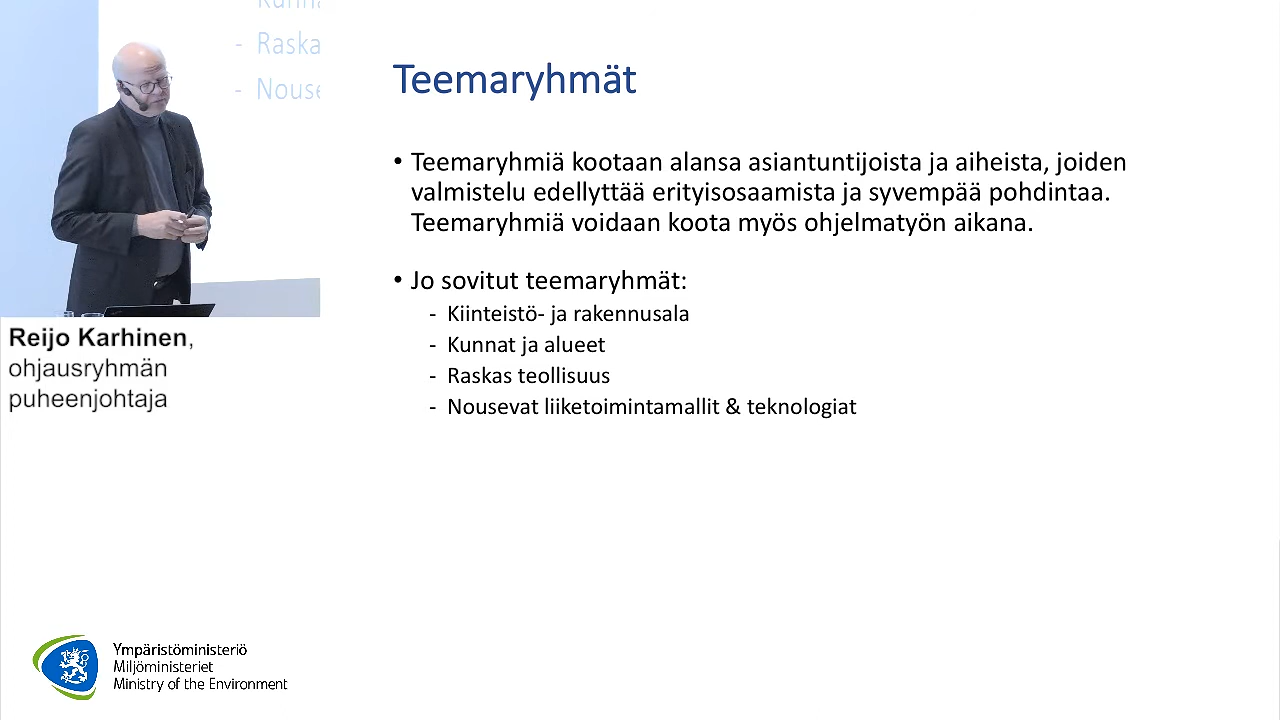 - Raska
- Nouse
Teemaryhmät
• Teemaryhmiä kootaan alansa asiantuntijoista ja aiheista, joiden
valmistelu edellyttää erityisosaamista ja syvempää pohdintaa.
Teemaryhmiä voidaan koota myös ohjelmatyön aikana.
• Jo sovitut teemaryhmät:
- Kiinteistö- ja rakennusala
- Kunnat ja alueet
- Raskas teollisuus
- Nousevat liiketoimintamallit & teknologiat
Reijo Karhinen,
ohjausryhmän
puheenjohtaja
Ympäristöministeriö
Miljöministeriet
Ministry of the Environment